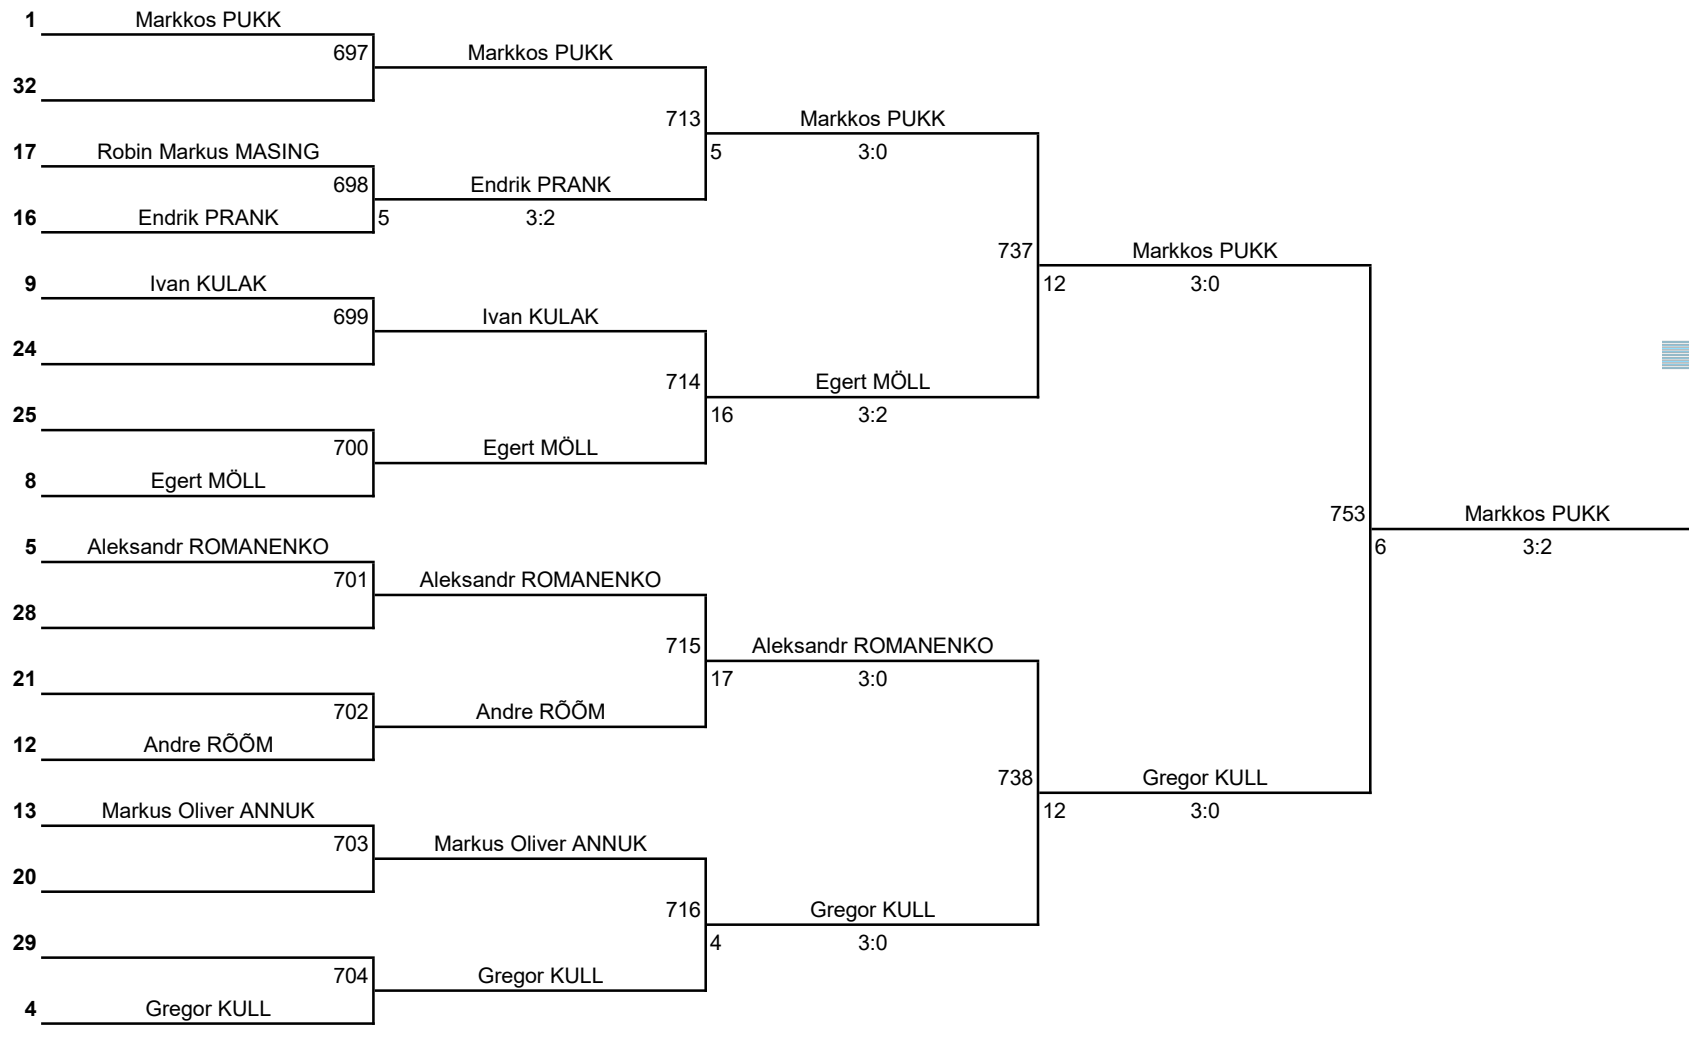 1 Markkos PUKK
697 Markkos PUKK
32
713 Markkos PUKK
17 Robin Markus MASING 5 3:0
698 Endrik PRANK
16 Endrik PRANK 5 3:2
737 Markkos PUKK
9 Ivan KULAK 12 3:0
699 Ivan KULAK
24
714 Egert MÖLL
25 16 3:2
700 Egert MÖLL
8 Egert MÖLL
753 Markkos PUKK
5 Aleksandr ROMANENKO 6 3:2
701 Aleksandr ROMANENKO
28
715 Aleksandr ROMANENKO
21 17 3:0
702 Andre RÕÕM
12 Andre RÕÕM
738 Gregor KULL
13 Markus Oliver ANNUK 12 3:0
703 Markus Oliver ANNUK
20
716 Gregor KULL
29 4 3:0
704 Gregor KULL
4 Gregor KULL